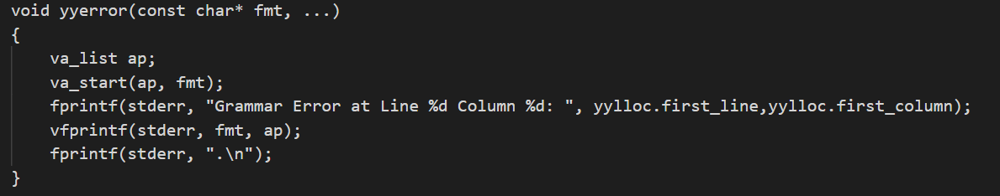 void yyerror(const char* fmt, ...)
{
    va_list ap;
    va_start(ap, fmt);
    fprintf(stderr, "Grammar Error at Line %d Column %d: ", yylloc.first_line,yylloc.first_column);
    vfprintf(stderr, fmt, ap);
    fprintf(stderr, ".\n");
}